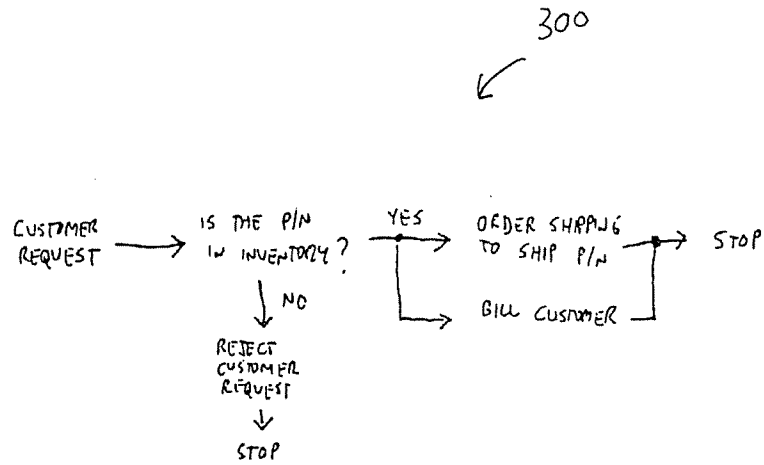 300
CUSTOMER
REQUEST
IS THE P/N
IN INVENTORY?
YES
ORDER SHIPPING
TO SHIP P/N
STOP
BILL CUSTOMER
NO
REJECT
CUSTOMER
REQUEST
STOP